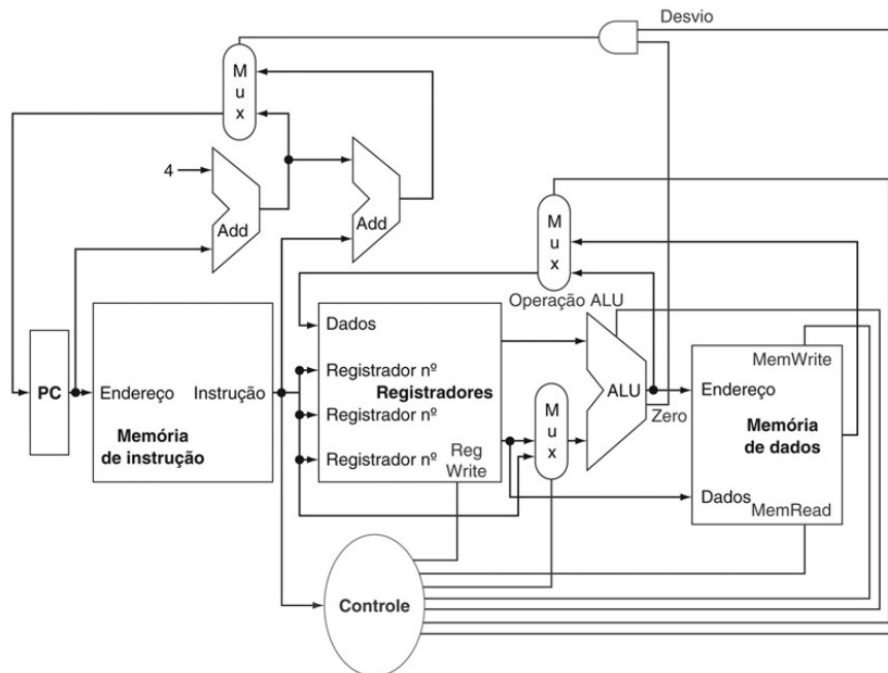 Desvio
M
u
x
4
Add
Add
M
u
x
Operação ALU
Dados
Registrador nº
Registradores
Registrador nº
Registrador nº
Reg
Write
PC
Endereço
Instrução
Memória
de instrução
M
u
x
ALU
Zero
MemWrite
Endereço
Memória
de dados
Dados
MemRead
Controle